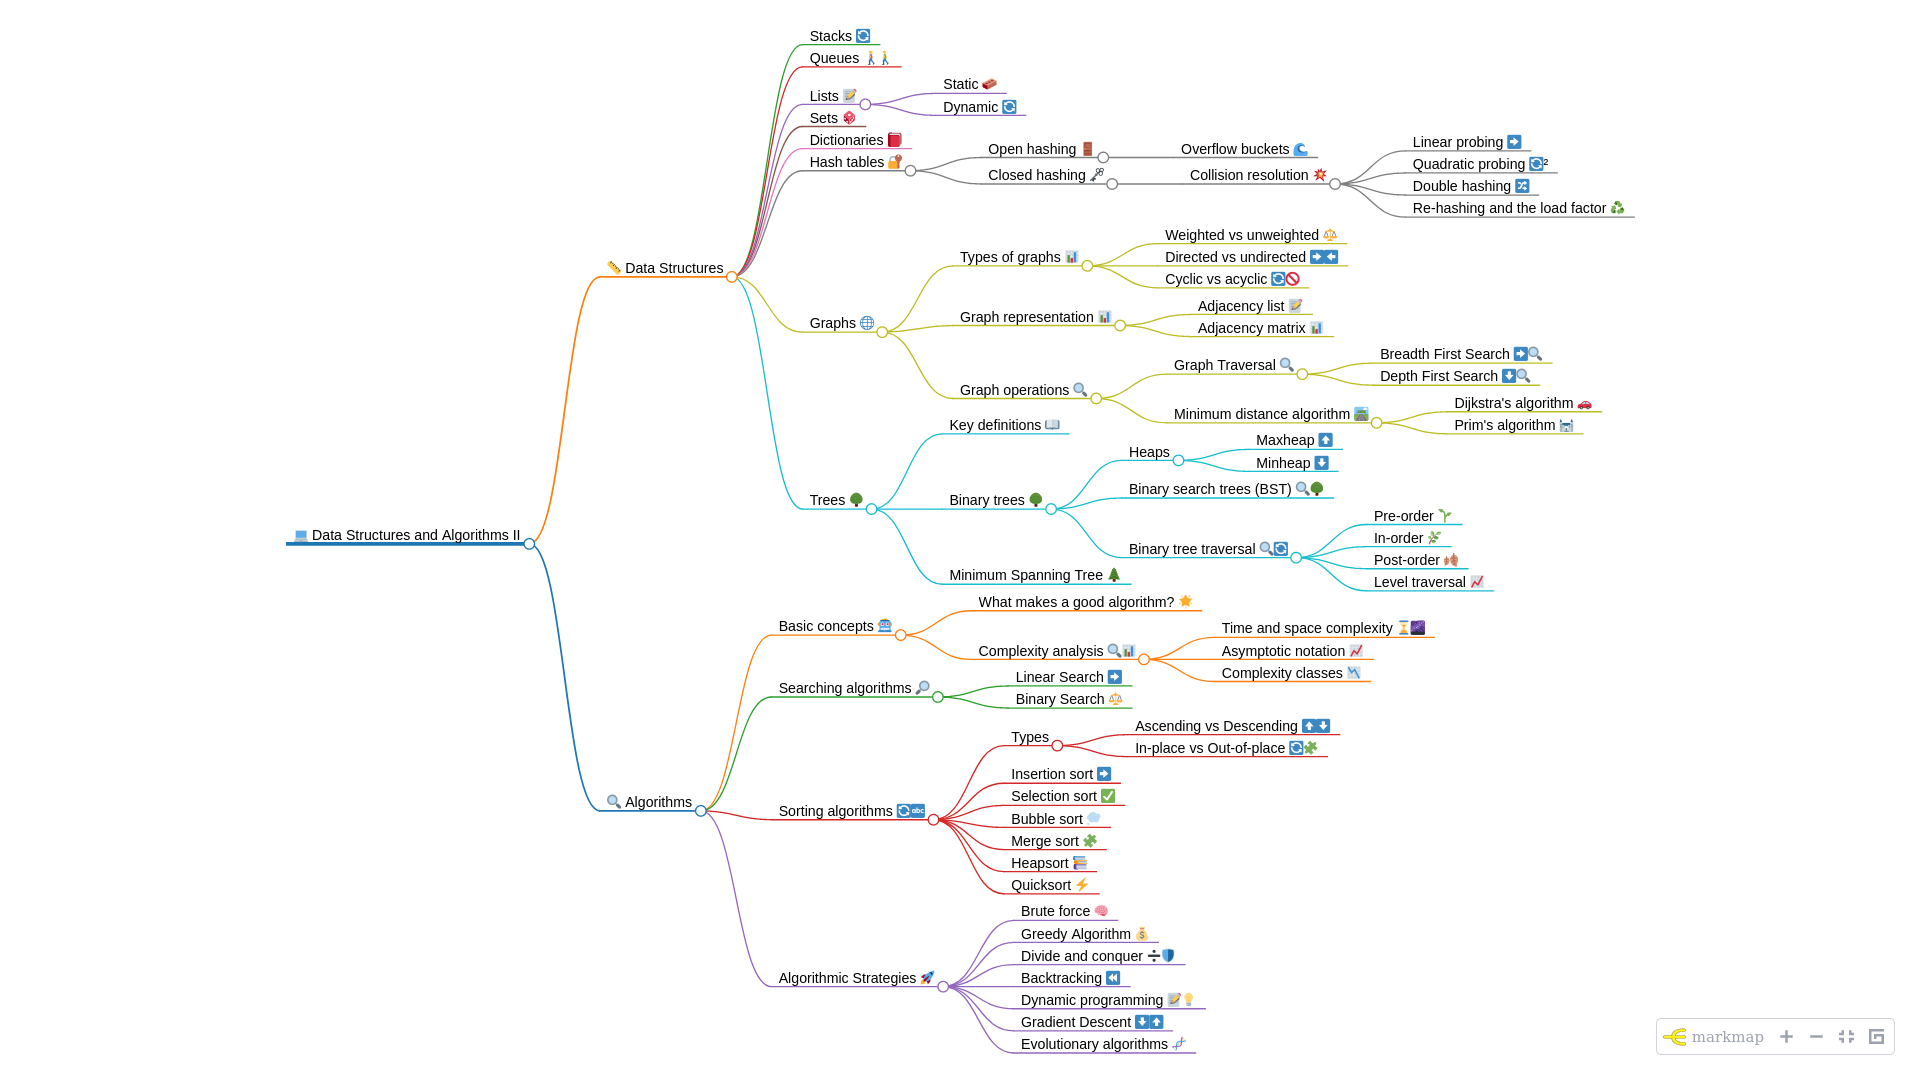 Stacks
Queues
Lists
Static
Dynamic
Sets
Dictionaries
Hash tables
Open hashing
Overflow buckets
Closed hashing
Collision resolution
Linear probing
Quadratic probing ²
Double hashing
Re-hashing and the load factor
Data Structures
Graphs
Types of graphs
Weighted vs unweighted
Directed vs undirected
Cyclic vs acyclic
Graph representation
Adjacency list
Adjacency matrix
Graph operations
Graph Traversal
Breadth First Search
Depth First Search
Minimum distance algorithm
Dijkstra's algorithm
Prim's algorithm
Trees
Key definitions
Binary trees
Heaps
Maxheap
Minheap
Binary search trees (BST)
Binary tree traversal
Pre-order
In-order
Post-order
Level traversal
Minimum Spanning Tree
Data Structures and Algorithms II
Algorithms
Basic concepts
What makes a good algorithm?
Complexity analysis
Time and space complexity
Asymptotic notation
Complexity classes
Searching algorithms
Linear Search
Binary Search
Sorting algorithms abc
Types
Ascending vs Descending
In-place vs Out-of-place
Insertion sort
Selection sort
Bubble sort
Merge sort
Heapsort
Quicksort
Algorithmic Strategies
Brute force
Greedy Algorithm
Divide and conquer ➗
Backtracking
Dynamic programming
Gradient Descent
Evolutionary algorithms
markmap